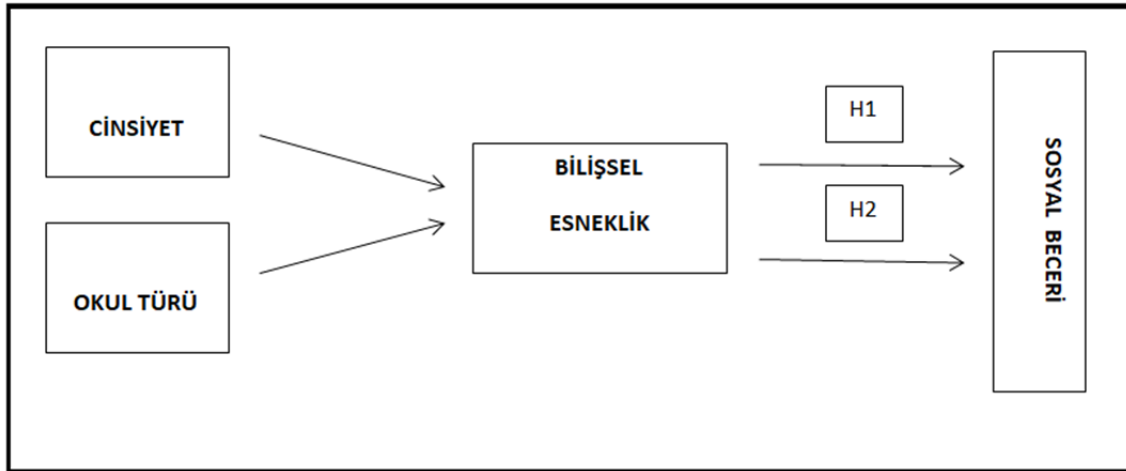 CİNSİYET
OKUL TÜRÜ
BİLİŞSEL
ESNEKLİK
H1
H2
SOSYAL BECERİ